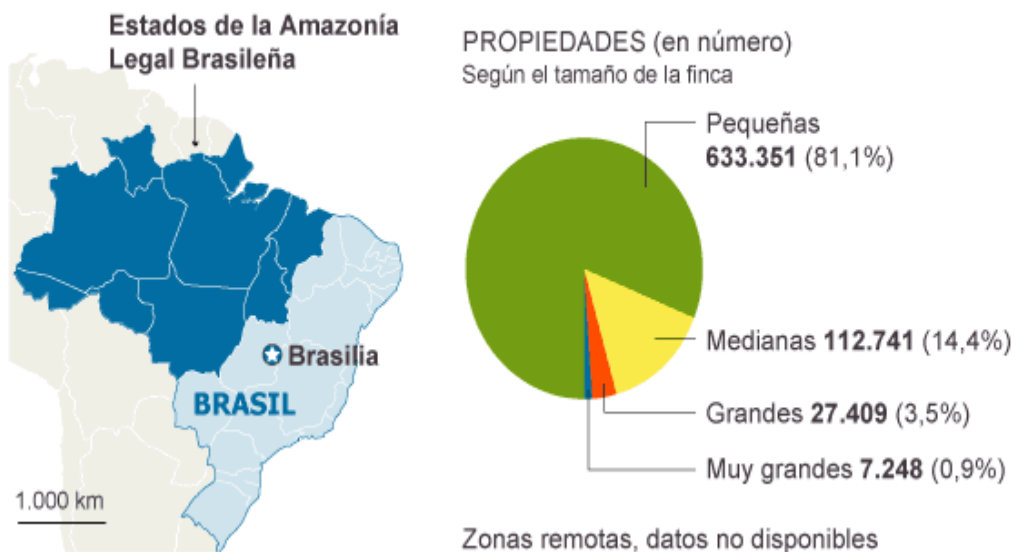 Estados de la Amazonía
Legal Brasileña
Brasilia
BRASIL
1.000 km
PROPIEDADES (en número)
Según el tamaño de la finca
Pequeñas
633.351 (81,1%)
Medianas 112.741 (14,4%)
Grandes 27.409 (3,5%)
Muy grandes 7.248 (0,9%)
Zonas remotas, datos no disponibles